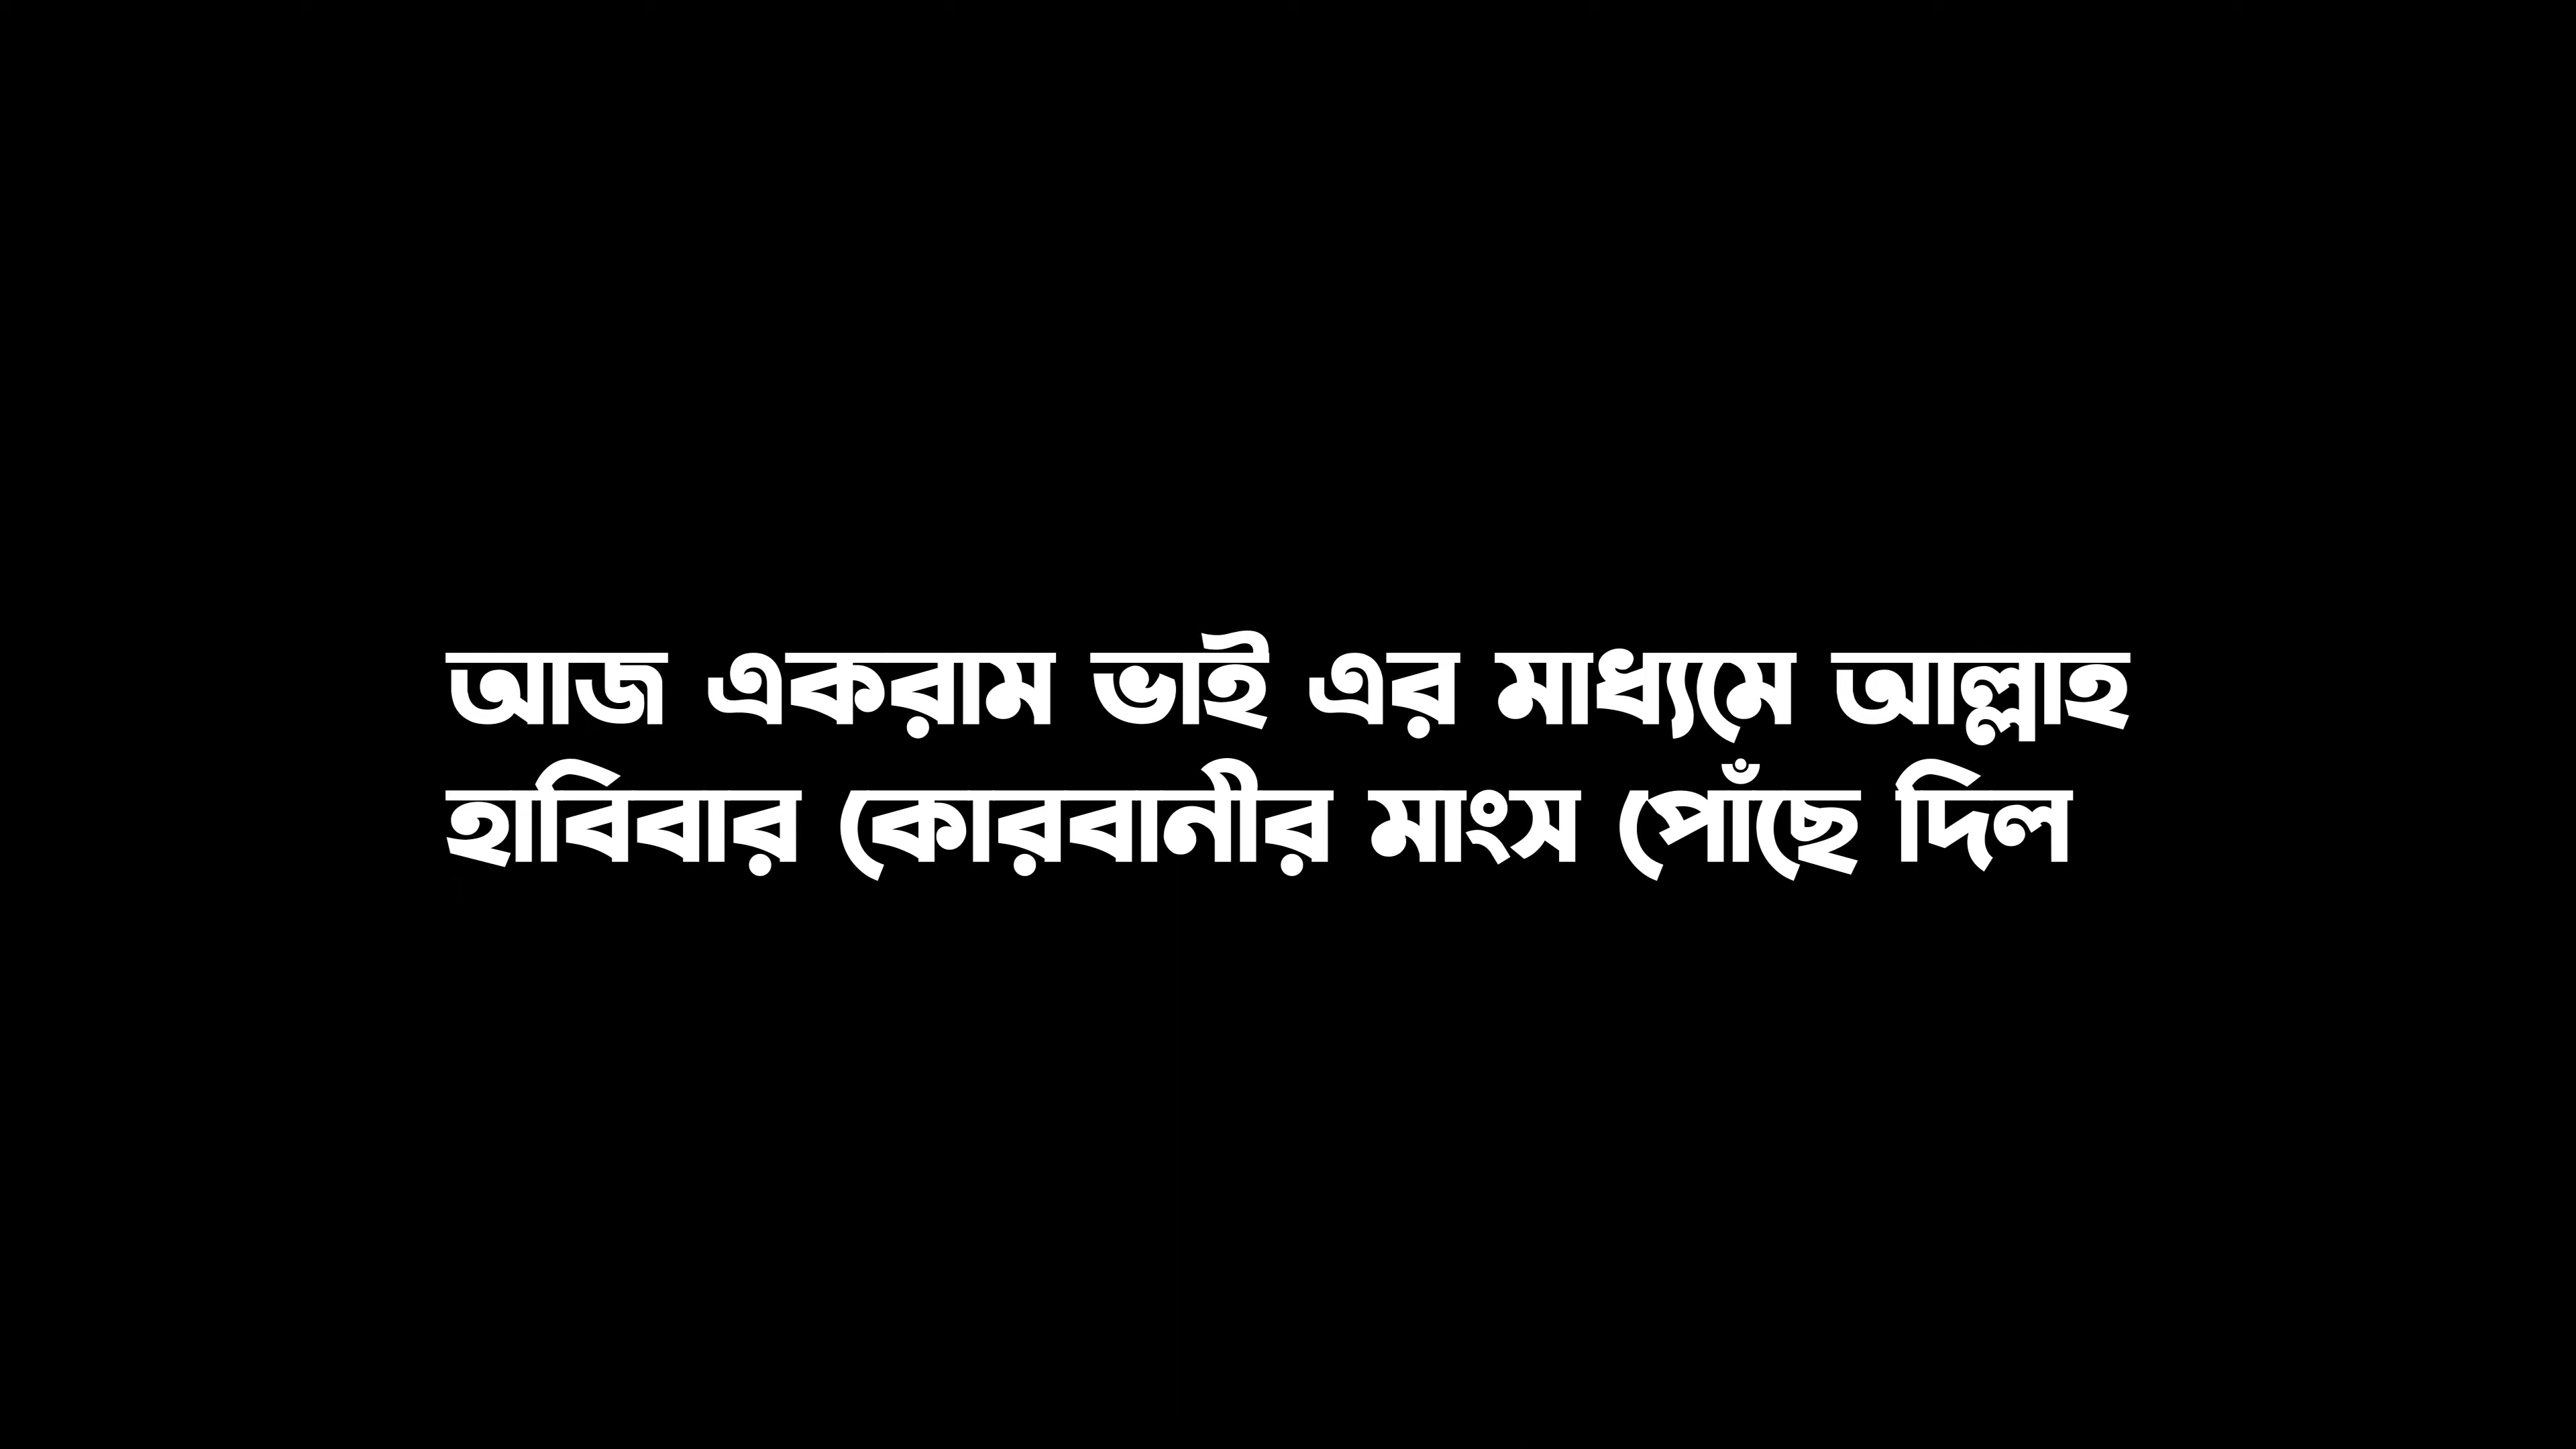 আজ একরাম ভাই এর মাধ্যমে আল্লাহ
হাবিবার কোরবানীর মাংস পোঁছে দিল